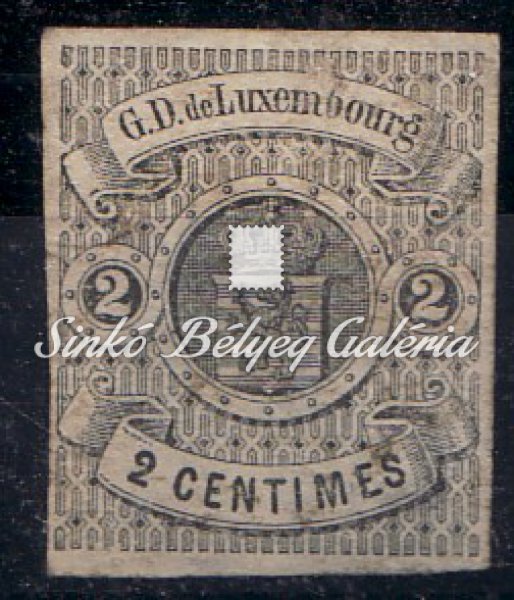 G.D. de Luxembourg
2 2
Sinkó Bélyeg Galéria
2 CENTIMES